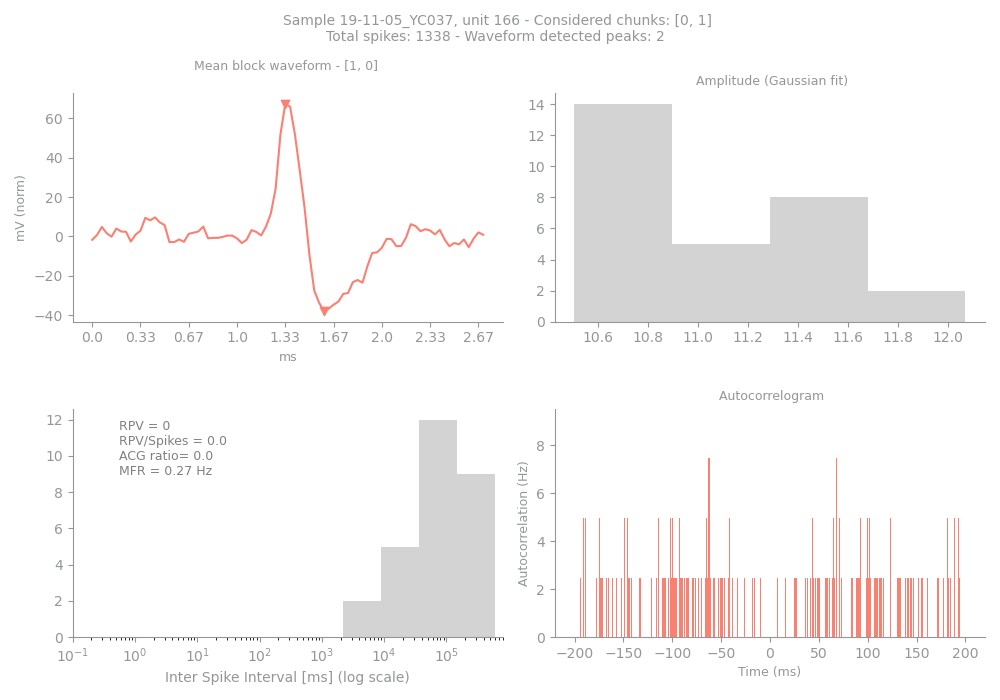 Sample 19-11-05_YC037, unit 166 - Considered chunks: [0, 1]
Total spikes: 1338 - Waveform detected peaks: 2
Mean block waveform - [1, 0]
mV (norm)
60
40
20
0
−20
−40
0.0 0.33 0.67 1.0 1.33 1.67 2.0 2.33 2.67
ms
Amplitude (Gaussian fit)
14
12
10
8
6
4
2
0
10.6 10.8 11.0 11.2 11.4 11.6 11.8 12.0
12
10
8
6
4
2
0
RPV = 0
RPV/Spikes = 0.0
ACG ratio= 0.0
MFR = 0.27 Hz
10⁻¹ 10⁰ 10¹ 10² 10³ 10⁴ 10⁵
Inter Spike Interval [ms] (log scale)
Autocorrelogram
Autocorrelation (Hz)
8
6
4
2
0
−200 −150 −100 −50 0 50 100 150 200
Time (ms)